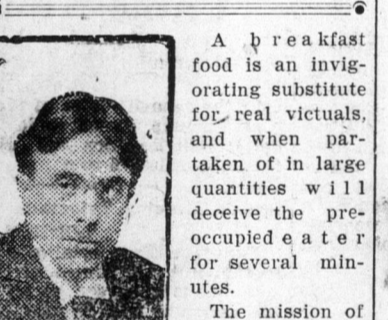 A breakfast
food is an invig-
orating substitute
for real victuals,
and when par-
taken of in large
quantities will
deceive the pre-
occupied eater
for several min-
utes.
The mission of